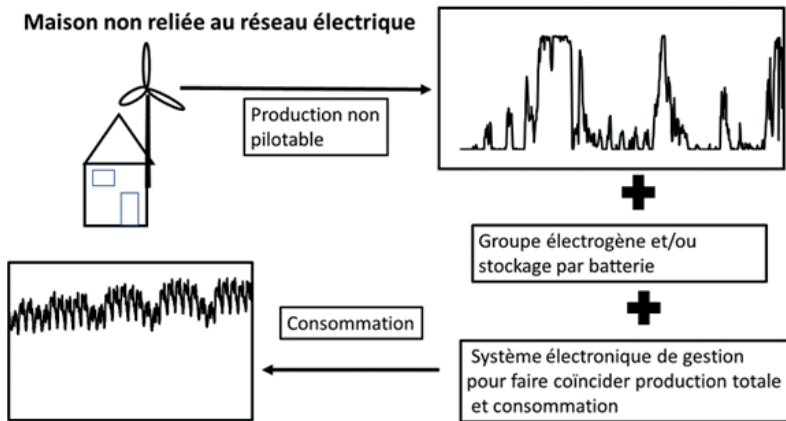 Maison non reliée au réseau électrique
Production non
pilotable
Groupe électrogène et/ou
stockage par batterie
Consommation
Système électronique de gestion
pour faire coïncider production totale
et consommation